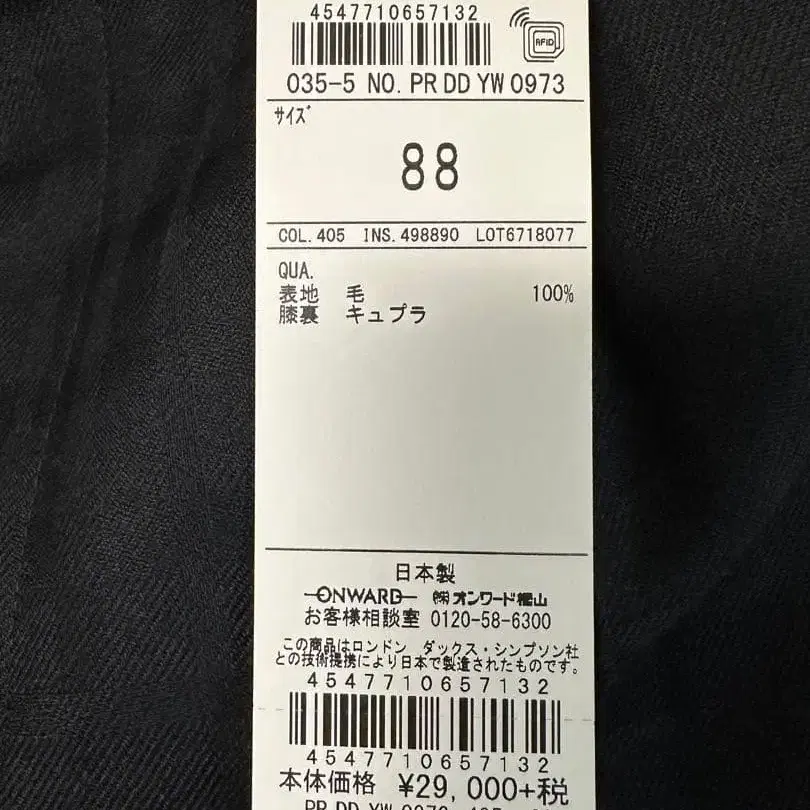 4547710657132
RFID
035-5 NO. PR DD YW 0973
サイズ
88
COL. 405 INS. 498890 LOT6718077
QUA.
表地 毛 100%
膝裏 キュプラ
日本製
ONWARD ㈱オンワード樫山
お客様相談室 0120-58-6300
この商品はロンドン ダックス・シンプソン社
との技術提携により日本で製造されたものです。
4547710657132
4547710657132
本体価格 ¥29,000+税
PR DD YW 0973